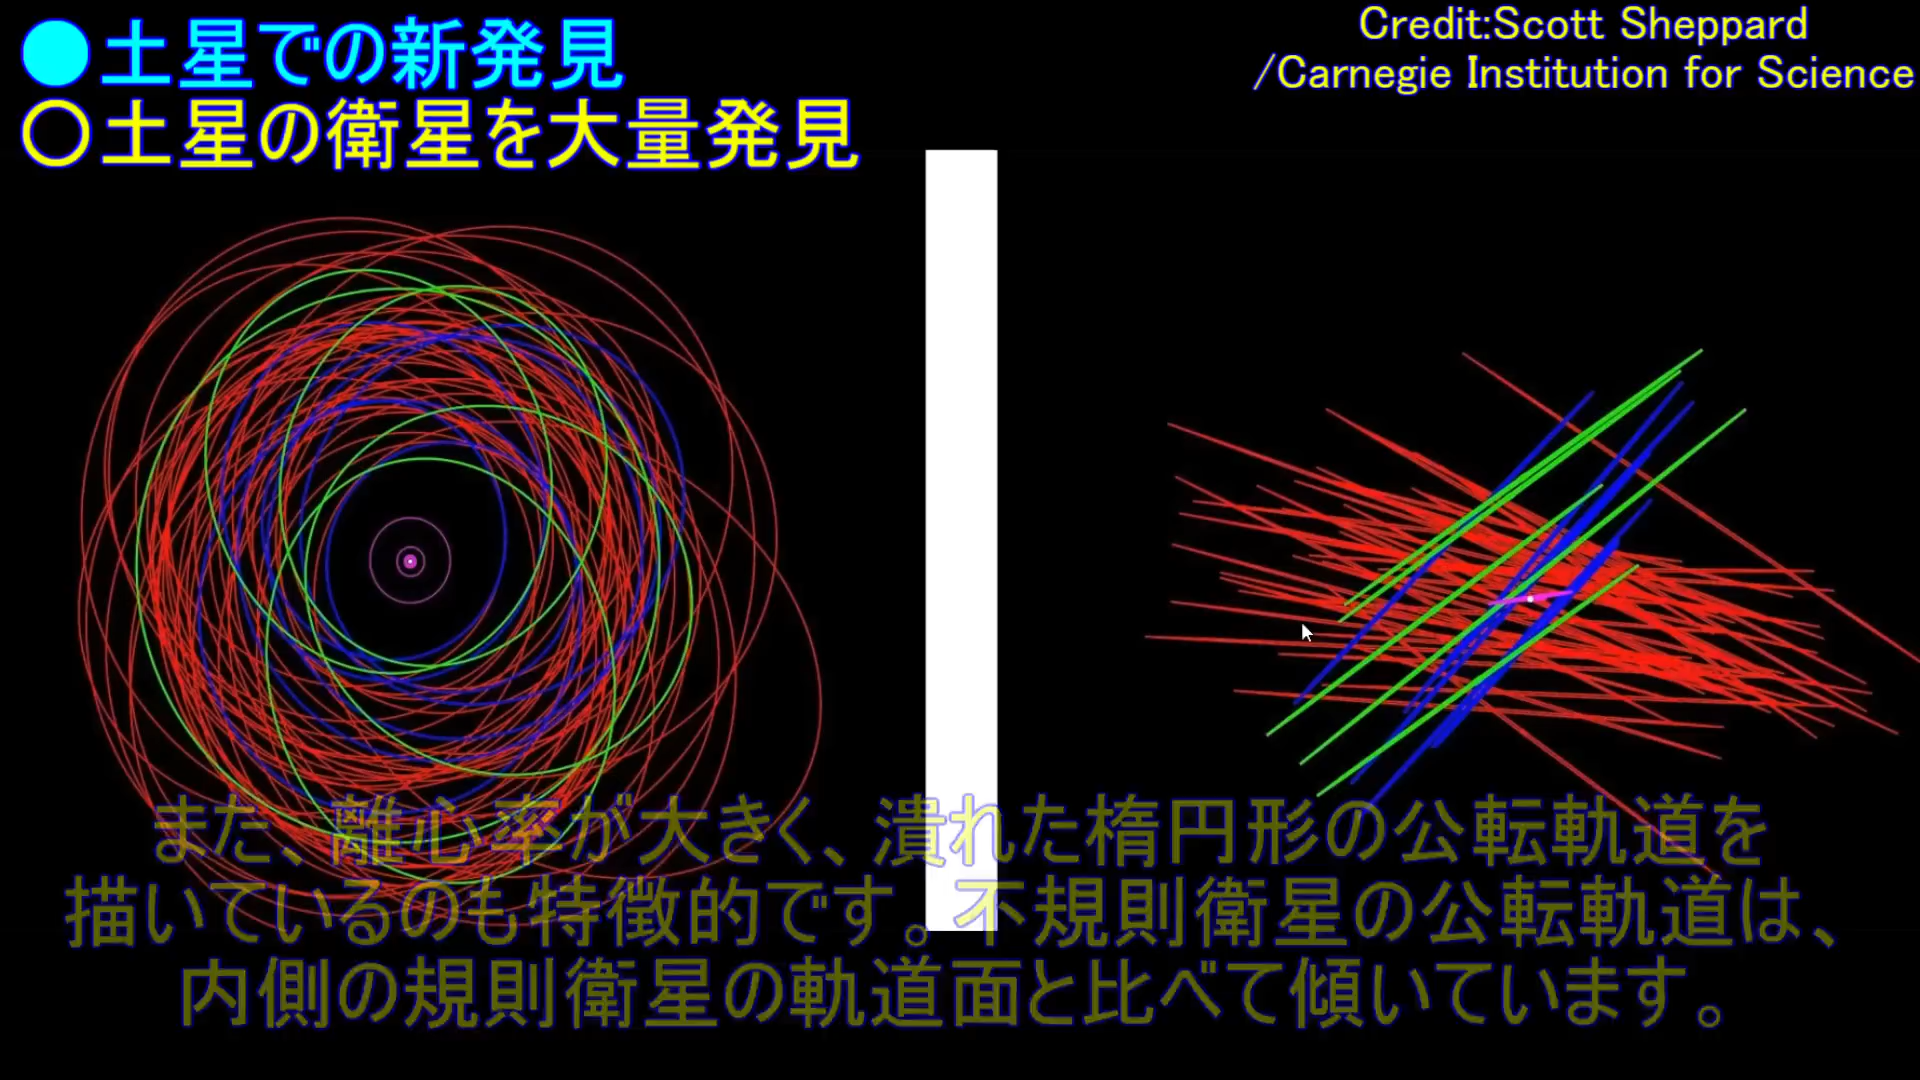 ●土星での新発見
○土星の衛星を大量発見
Credit:Scott Sheppard
/Carnegie Institution for Science
また、離心率が大きく、潰れた楕円形の公転軌道を
描いているのも特徴的です。不規則衛星の公転軌道は、
内側の規則衛星の軌道面と比べて傾いています。